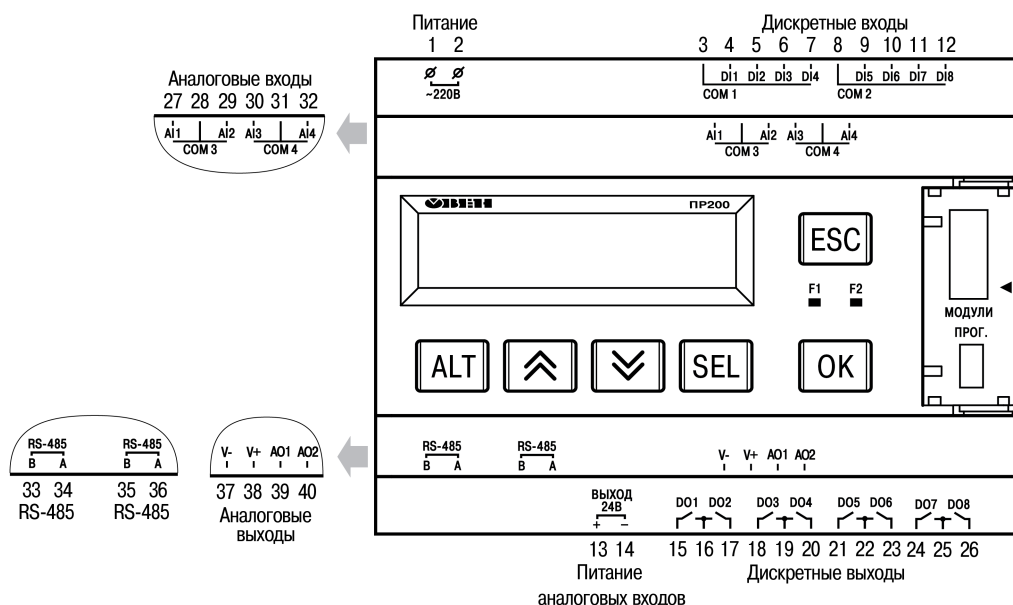 Питание
1 2
Дискретные входы
3 4 5 6 7 8 9 10 11 12
~220В
DI1 DI2 DI3 DI4 DI5 DI6 DI7 DI8
COM 1 COM 2
Аналоговые входы
27 28 29 30 31 32
AI1 AI2 AI3 AI4
COM 3 COM 4
AI1 AI2 AI3 AI4
COM 3 COM 4
ОВЕН ПР200
ESC
F1 F2
МОДУЛИ
ПРОГ.
ALT SEL OK
RS-485 RS-485
B A B A
33 34 35 36
RS-485 RS-485
V- V+ AO1 AO2
37 38 39 40
Аналоговые
выходы
RS-485 RS-485
B A B A
V- V+ AO1 AO2
ВЫХОД
24В
+ –
DO1 DO2 DO3 DO4 DO5 DO6 DO7 DO8
13 14 15 16 17 18 19 20 21 22 23 24 25 26
Питание
аналоговых входов
Дискретные выходы